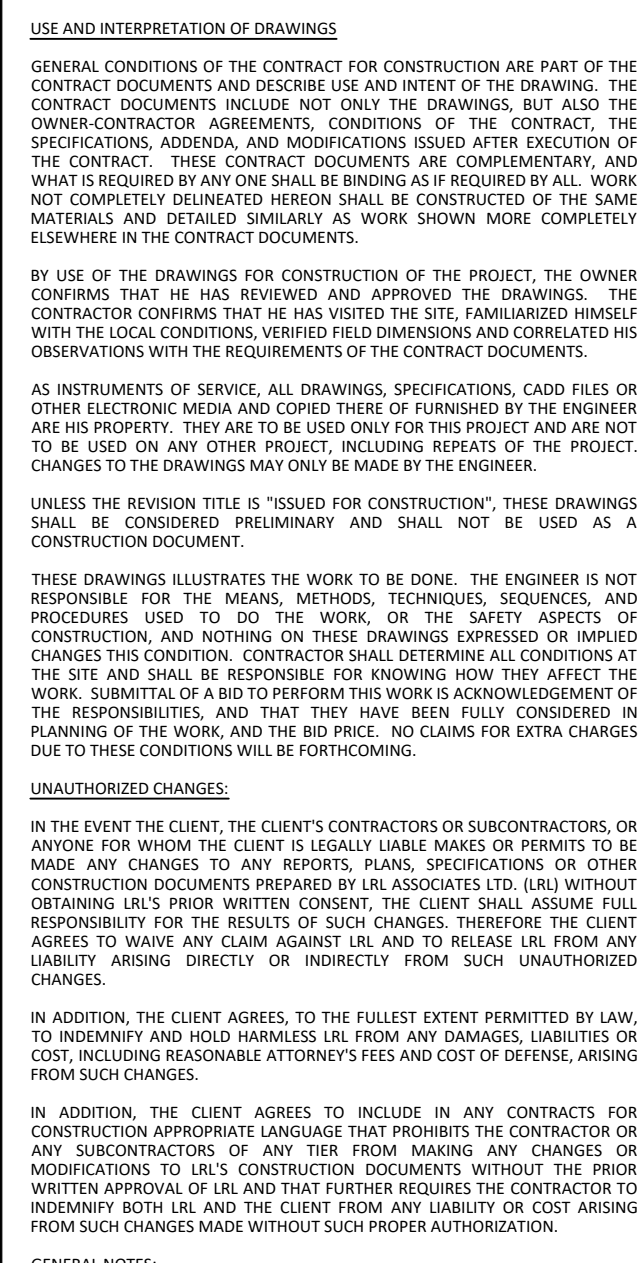 USE AND INTERPRETATION OF DRAWINGS
GENERAL CONDITIONS OF THE CONTRACT FOR CONSTRUCTION ARE PART OF THE
CONTRACT DOCUMENTS AND DESCRIBE USE AND INTENT OF THE DRAWING. THE
CONTRACT DOCUMENTS INCLUDE NOT ONLY THE DRAWINGS, BUT ALSO THE
OWNER-CONTRACTOR AGREEMENTS, CONDITIONS OF THE CONTRACT, THE
SPECIFICATIONS, ADDENDA, AND MODIFICATIONS ISSUED AFTER EXECUTION OF
THE CONTRACT. THESE CONTRACT DOCUMENTS ARE COMPLEMENTARY, AND
WHAT IS REQUIRED BY ANY ONE SHALL BE BINDING AS IF REQUIRED BY ALL. WORK
NOT COMPLETELY DELINEATED HEREON SHALL BE CONSTRUCTED OF THE SAME
MATERIALS AND DETAILED SIMILARLY AS WORK SHOWN MORE COMPLETELY
ELSEWHERE IN THE CONTRACT DOCUMENTS.
BY USE OF THE DRAWINGS FOR CONSTRUCTION OF THE PROJECT, THE OWNER
CONFIRMS THAT HE HAS REVIEWED AND APPROVED THE DRAWINGS. THE
CONTRACTOR CONFIRMS THAT HE HAS VISITED THE SITE, FAMILIARIZED HIMSELF
WITH THE LOCAL CONDITIONS, VERIFIED FIELD DIMENSIONS AND CORRELATED HIS
OBSERVATIONS WITH THE REQUIREMENTS OF THE CONTRACT DOCUMENTS.
AS INSTRUMENTS OF SERVICE, ALL DRAWINGS, SPECIFICATIONS, CADD FILES OR
OTHER ELECTRONIC MEDIA AND COPIED THERE OF FURNISHED BY THE ENGINEER
ARE HIS PROPERTY. THEY ARE TO BE USED ONLY FOR THIS PROJECT AND ARE NOT
TO BE USED ON ANY OTHER PROJECT, INCLUDING REPEATS OF THE PROJECT.
CHANGES TO THE DRAWINGS MAY ONLY BE MADE BY THE ENGINEER.
UNLESS THE REVISION TITLE IS "ISSUED FOR CONSTRUCTION", THESE DRAWINGS
SHALL BE CONSIDERED PRELIMINARY AND SHALL NOT BE USED AS A
CONSTRUCTION DOCUMENT.
THESE DRAWINGS ILLUSTRATES THE WORK TO BE DONE. THE ENGINEER IS NOT
RESPONSIBLE FOR THE MEANS, METHODS, TECHNIQUES, SEQUENCES, AND
PROCEDURES USED TO DO THE WORK, OR THE SAFETY ASPECTS OF
CONSTRUCTION, AND NOTHING ON THESE DRAWINGS EXPRESSED OR IMPLIED
CHANGES THIS CONDITION. CONTRACTOR SHALL DETERMINE ALL CONDITIONS AT
THE SITE AND SHALL BE RESPONSIBLE FOR KNOWING HOW THEY AFFECT THE
WORK. SUBMITTAL OF A BID TO PERFORM THIS WORK IS ACKNOWLEDGEMENT OF
THE RESPONSIBILITIES, AND THAT THEY HAVE BEEN FULLY CONSIDERED IN
PLANNING OF THE WORK, AND THE BID PRICE. NO CLAIMS FOR EXTRA CHARGES
DUE TO THESE CONDITIONS WILL BE FORTHCOMING.
UNAUTHORIZED CHANGES:
IN THE EVENT THE CLIENT, THE CLIENT'S CONTRACTORS OR SUBCONTRACTORS, OR
ANYONE FOR WHOM THE CLIENT IS LEGALLY LIABLE MAKES OR PERMITS TO BE
MADE ANY CHANGES TO ANY REPORTS, PLANS, SPECIFICATIONS OR OTHER
CONSTRUCTION DOCUMENTS PREPARED BY LRL ASSOCIATES LTD. (LRL) WITHOUT
OBTAINING LRL'S PRIOR WRITTEN CONSENT, THE CLIENT SHALL ASSUME FULL
RESPONSIBILITY FOR THE RESULTS OF SUCH CHANGES. THEREFORE THE CLIENT
AGREES TO WAIVE ANY CLAIM AGAINST LRL AND TO RELEASE LRL FROM ANY
LIABILITY ARISING DIRECTLY OR INDIRECTLY FROM SUCH UNAUTHORIZED
CHANGES.
IN ADDITION, THE CLIENT AGREES, TO THE FULLEST EXTENT PERMITTED BY LAW,
TO INDEMNIFY AND HOLD HARMLESS LRL FROM ANY DAMAGES, LIABILITIES OR
COST, INCLUDING REASONABLE ATTORNEY'S FEES AND COST OF DEFENSE, ARISING
FROM SUCH CHANGES.
IN ADDITION, THE CLIENT AGREES TO INCLUDE IN ANY CONTRACTS FOR
CONSTRUCTION APPROPRIATE LANGUAGE THAT PROHIBITS THE CONTRACTOR OR
ANY SUBCONTRACTORS OF ANY TIER FROM MAKING ANY CHANGES OR
MODIFICATIONS TO LRL'S CONSTRUCTION DOCUMENTS WITHOUT THE PRIOR
WRITTEN APPROVAL OF LRL AND THAT FURTHER REQUIRES THE CONTRACTOR TO
INDEMNIFY BOTH LRL AND THE CLIENT FROM ANY LIABILITY OR COST ARISING
FROM SUCH CHANGES MADE WITHOUT SUCH PROPER AUTHORIZATION.
GENERAL NOTES: